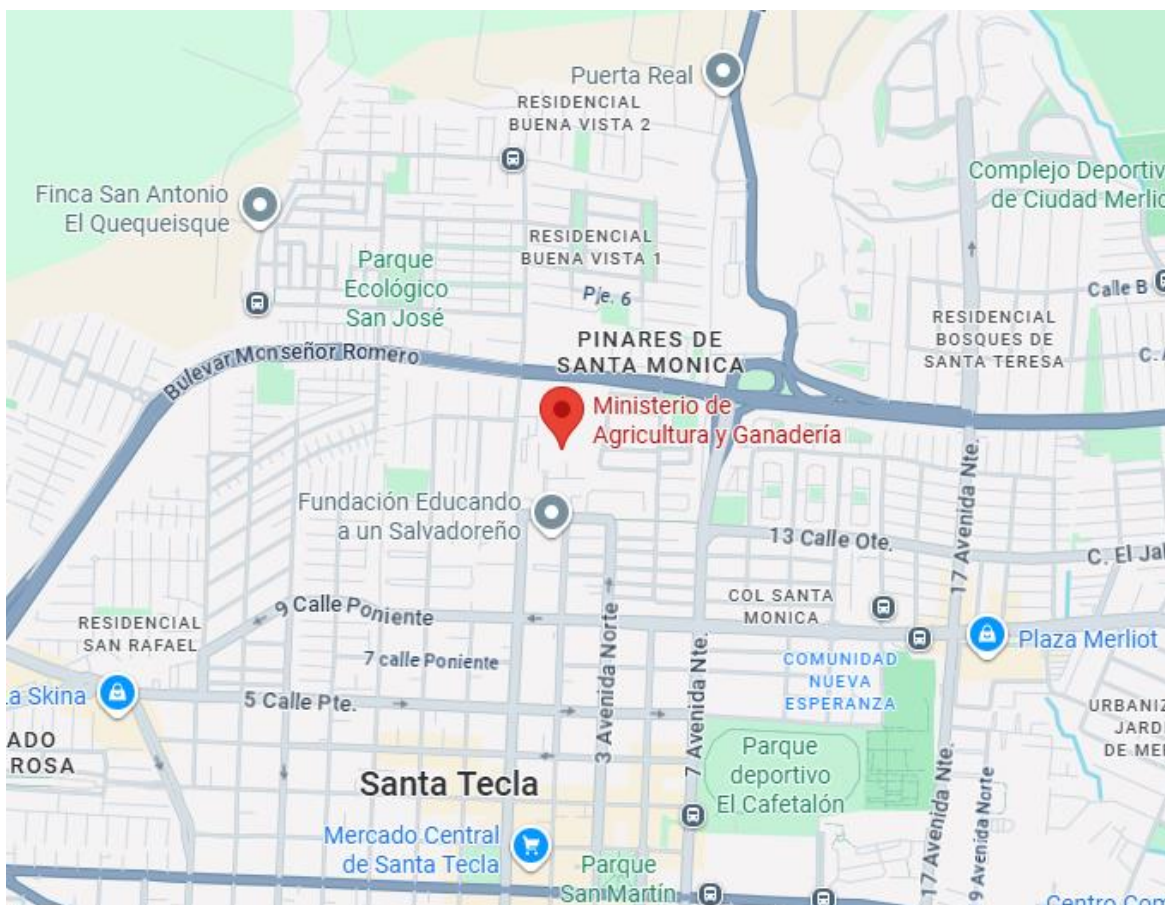 Puerta Real
RESIDENCIAL
BUENA VISTA 2
Complejo Deportiv
de Ciudad Merlio
Finca San Antonio
El Quequeisque
RESIDENCIAL
BUENA VISTA 1
Parque
Ecológico
San José
Pje. 6
Calle B
RESIDENCIAL
BOSQUES DE
SANTA TERESA
PINARES DE
SANTA MONICA
Bulevar Monseñor Romero
Ministerio de
Agricultura y Ganadería
17 Avenida Nte.
Fundación Educando
a un Salvadoreño
13 Calle Ote.
C. El Jal
9 Calle Poniente
COL SANTA
MONICA
RESIDENCIAL
SAN RAFAEL
3 Avenida Norte
7 Avenida Nte.
Plaza Merliot
7 calle Poniente
COMUNIDAD
NUEVA
ESPERANZA
La Skina
5 Calle Pte.
URBANIZ
JARD
DE ME
ADO
ROSA
Santa Tecla
Parque
deportivo
El Cafetalón
17 Avenida Nte.
9 Avenida Norte
Mercado Central
de Santa Tecla
Parque
San Martín
Centro Com